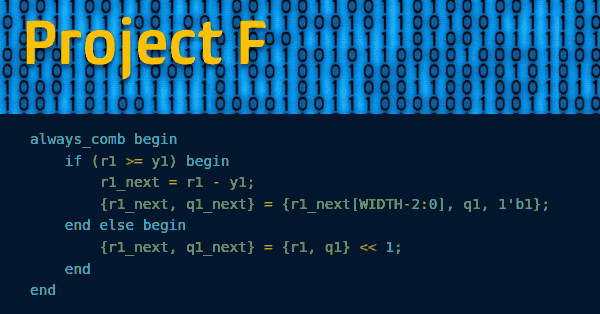 Project F
always_comb begin
    if (r1 >= y1) begin
        r1_next = r1 - y1;
        {r1_next, q1_next} = {r1_next[WIDTH-2:0], q1, 1'b1};
    end else begin
        {r1_next, q1_next} = {r1, q1} << 1;
    end
end